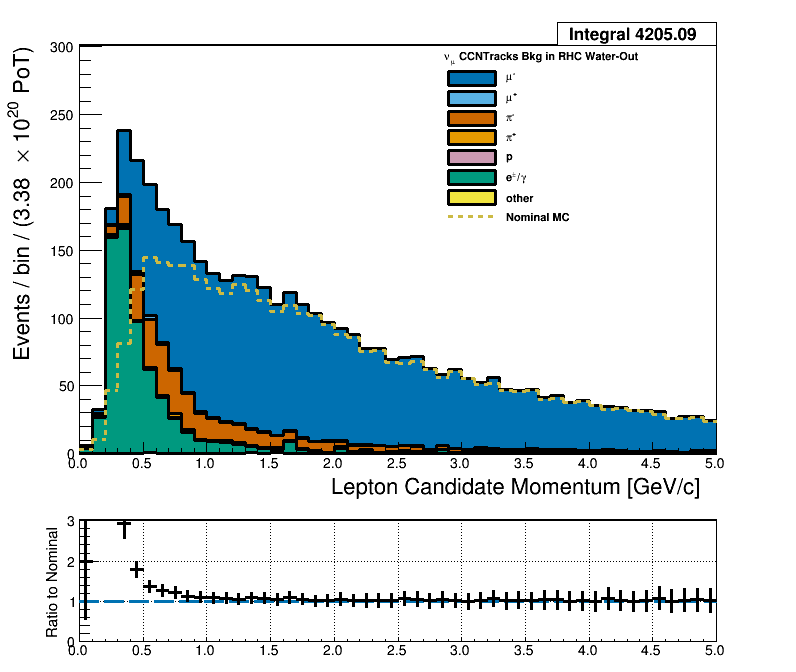 Integral 4205.09
ν_μ CCNTracks Bkg in RHC Water-Out
μ⁻
μ⁺
π⁻
π⁺
p
e^±/γ
other
Nominal MC
Events / bin / (3.38 × 10²⁰ PoT)
300
250
200
150
100
50
0
0.0 0.5 1.0 1.5 2.0 2.5 3.0 3.5 4.0 4.5 5.0
Lepton Candidate Momentum [GeV/c]
Ratio to Nominal
3
2
1
0
0.0 0.5 1.0 1.5 2.0 2.5 3.0 3.5 4.0 4.5 5.0